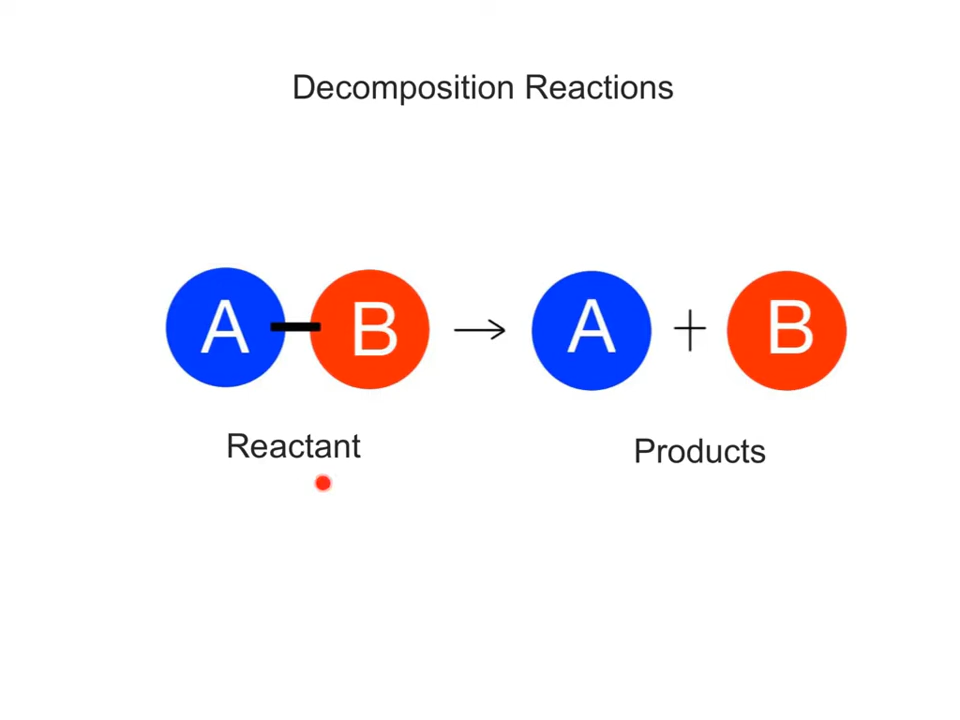 Decomposition Reactions
A B → A + B
Reactant Products